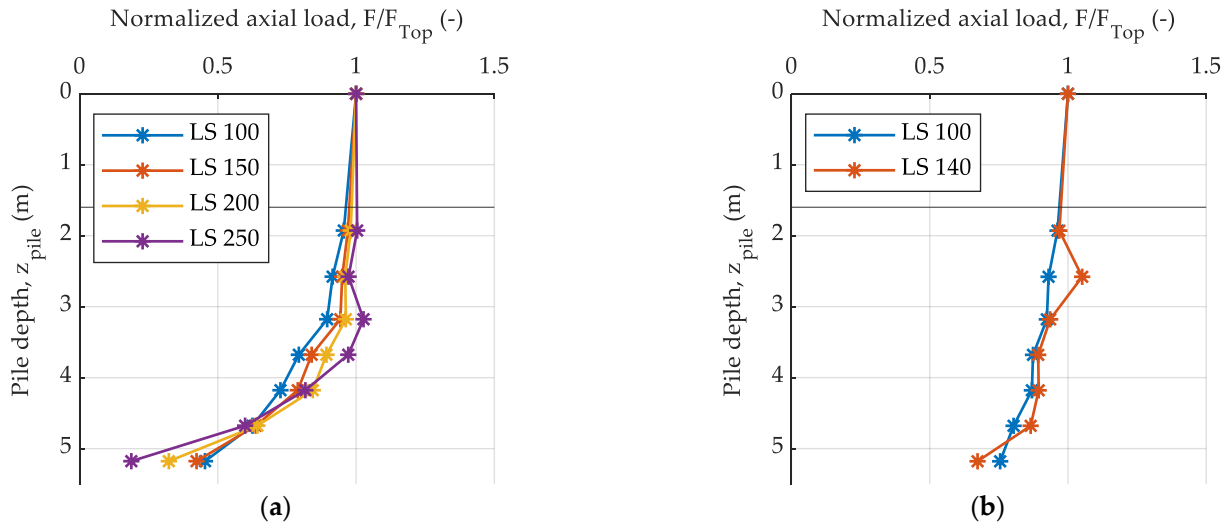 Normalized axial load, F/F_Top (-)
0 0.5 1 1.5
Pile depth, z_pile (m)
0
1
2
3
4
5
LS 100
LS 150
LS 200
LS 250
(a)
Normalized axial load, F/F_Top (-)
0 0.5 1 1.5
Pile depth, z_pile (m)
0
1
2
3
4
5
LS 100
LS 140
(b)